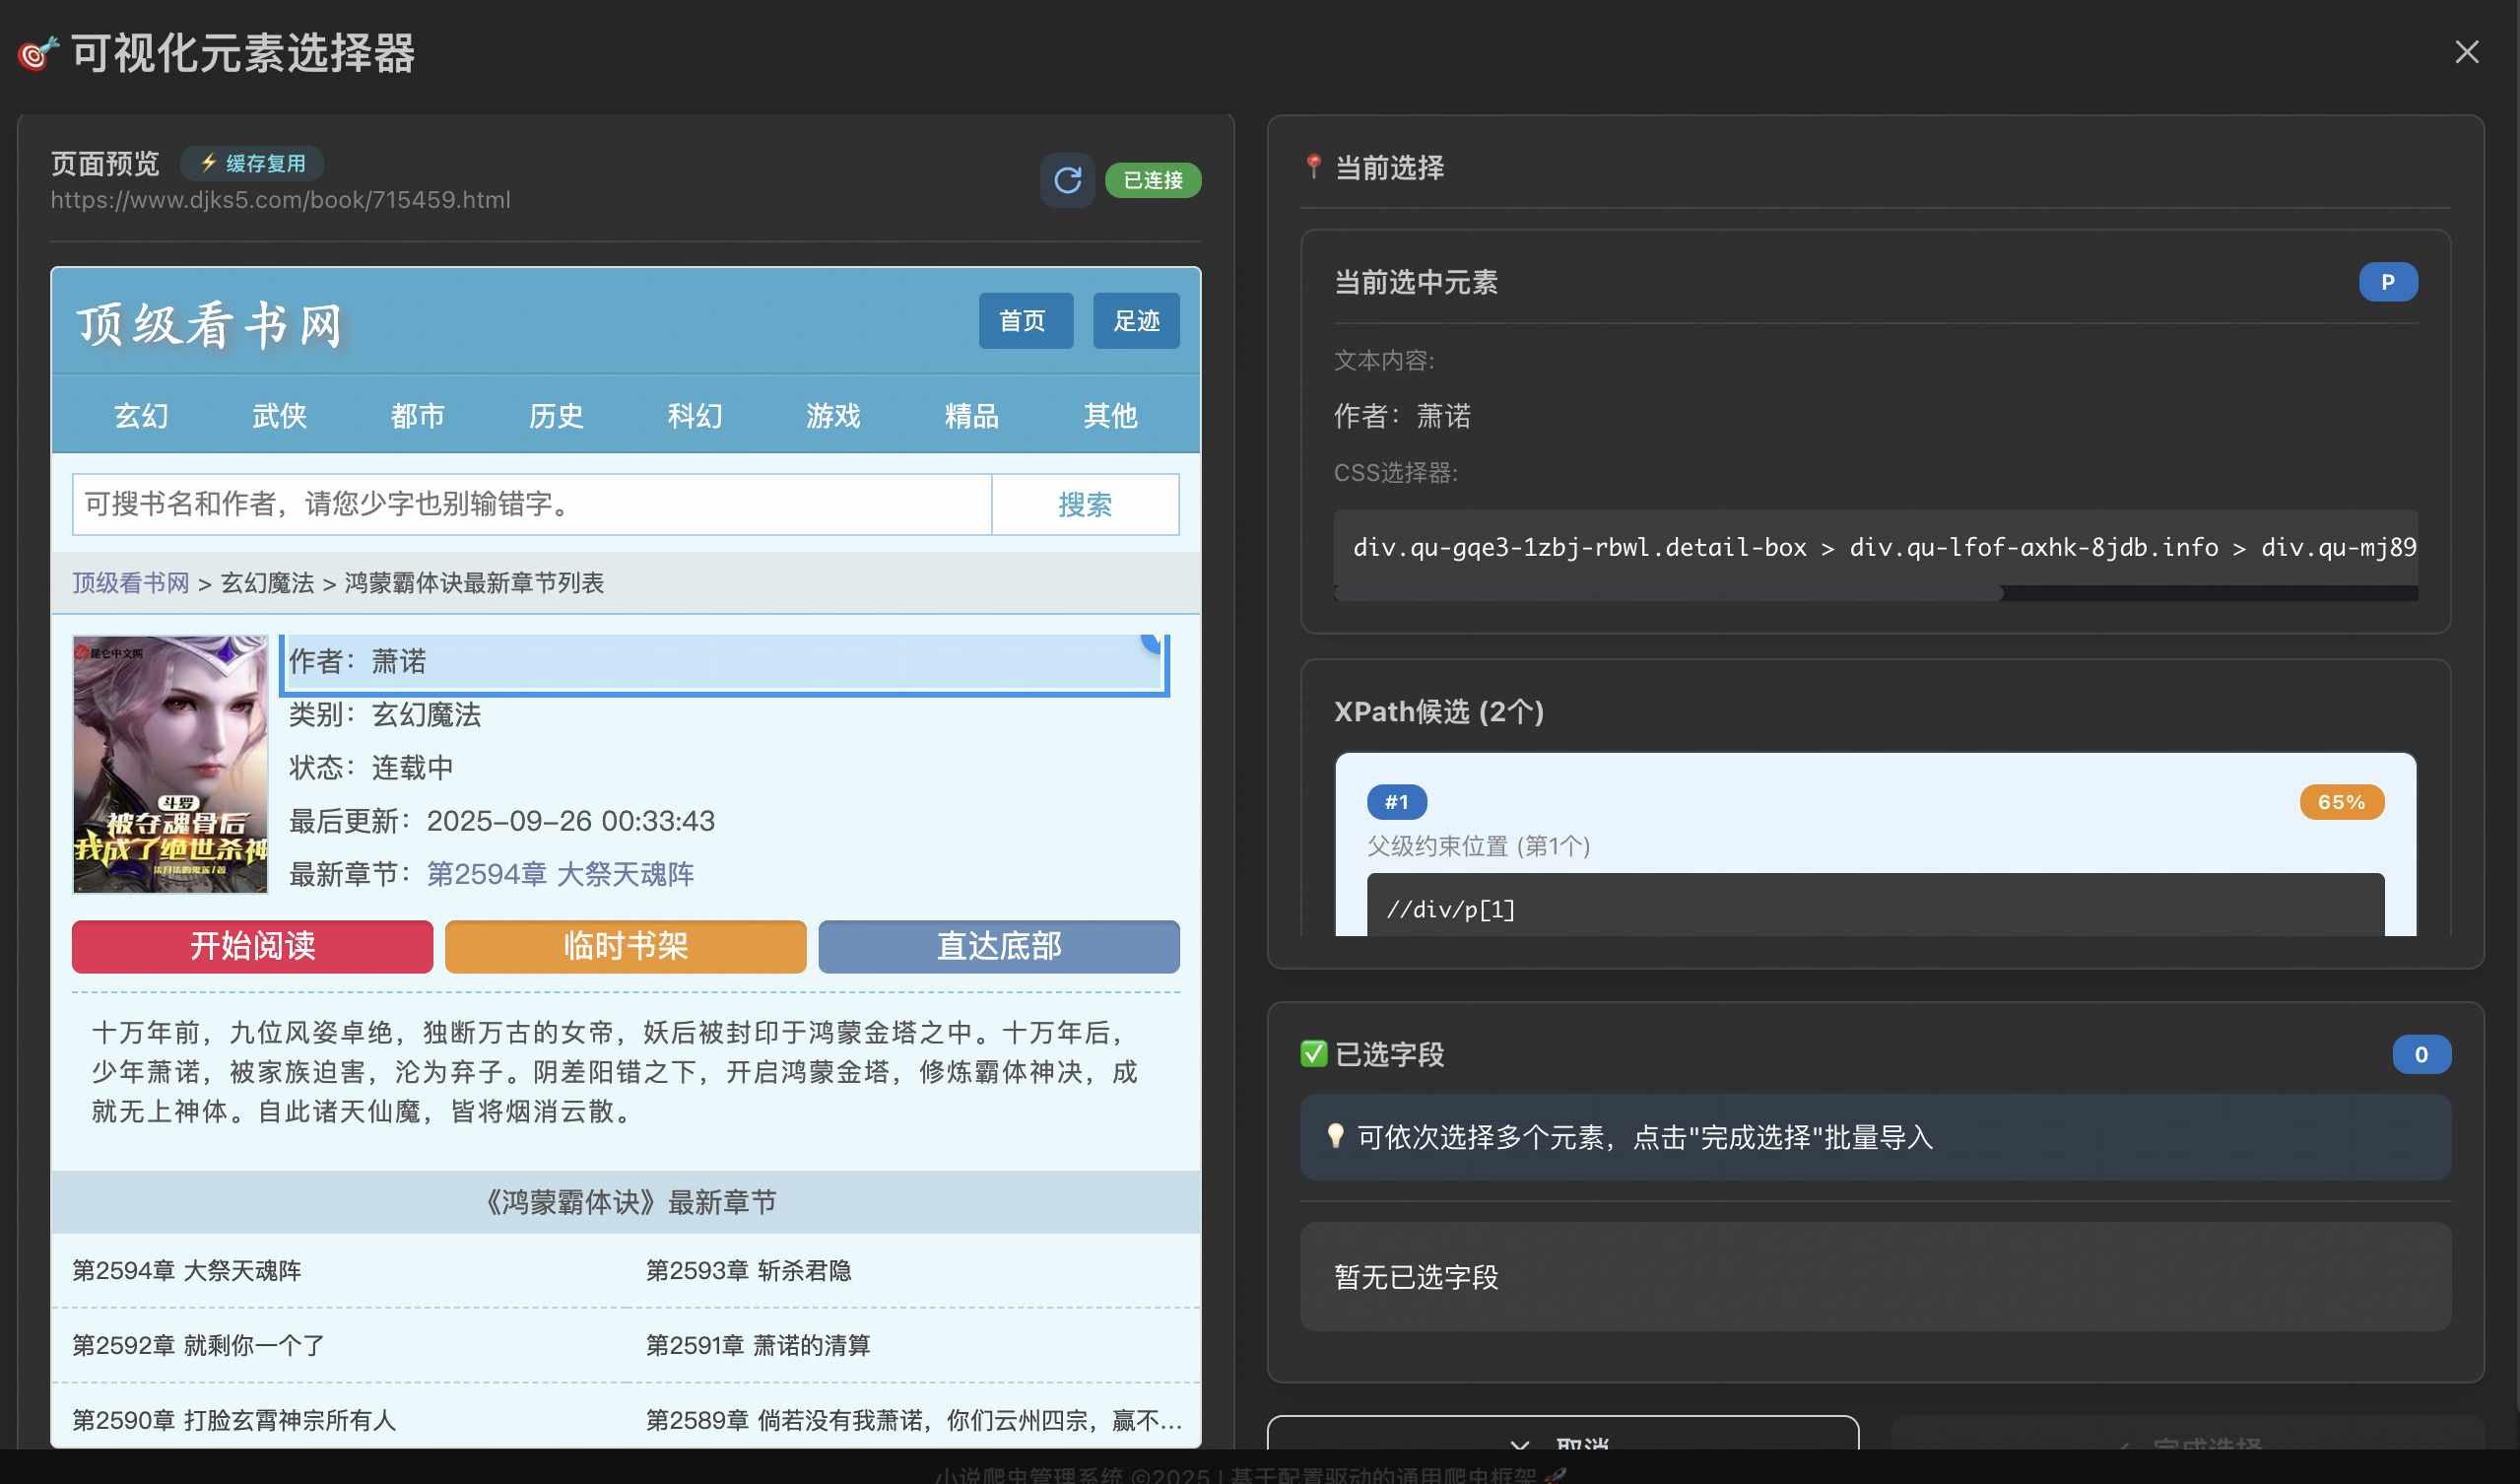 🎯 可视化元素选择器
页面预览 ⚡ 缓存复用
https://www.djks5.com/book/715459.html
已连接
顶级看书网
首页 足迹
玄幻 武侠 都市 历史 科幻 游戏 精品 其他
可搜书名和作者，请您少字也别输错字。 搜索
顶级看书网 > 玄幻魔法 > 鸿蒙霸体诀最新章节列表
昆仑中文网
斗罗
被夺魂骨后
我成了绝世杀神
作者：萧诺
类别：玄幻魔法
状态：连载中
最后更新：2025-09-26 00:33:43
最新章节：第2594章 大祭天魂阵
开始阅读 临时书架 直达底部
十万年前，九位风姿卓绝，独断万古的女帝，妖后被封印于鸿蒙金塔之中。十万年后，
少年萧诺，被家族迫害，沦为弃子。阴差阳错之下，开启鸿蒙金塔，修炼霸体神决，成
就无上神体。自此诸天仙魔，皆将烟消云散。
《鸿蒙霸体诀》最新章节
第2594章 大祭天魂阵 第2593章 斩杀君隐
第2592章 就剩你一个了 第2591章 萧诺的清算
第2590章 打脸玄霄神宗所有人 第2589章 倘若没有我萧诺，你们云州四宗，赢不...
📍 当前选择
当前选中元素 P
文本内容:
作者：萧诺
CSS选择器:
div.qu-gqe3-1zbj-rbwl.detail-box > div.qu-lfof-axhk-8jdb.info > div.qu-mj89
XPath候选 (2个)
#1 65%
父级约束位置 (第1个)
//div/p[1]
✅ 已选字段 0
💡 可依次选择多个元素，点击"完成选择"批量导入
暂无已选字段
取消 完成选择
小说爬虫管理系统 ©2025 | 基于配置驱动的通用爬虫框架 🚀